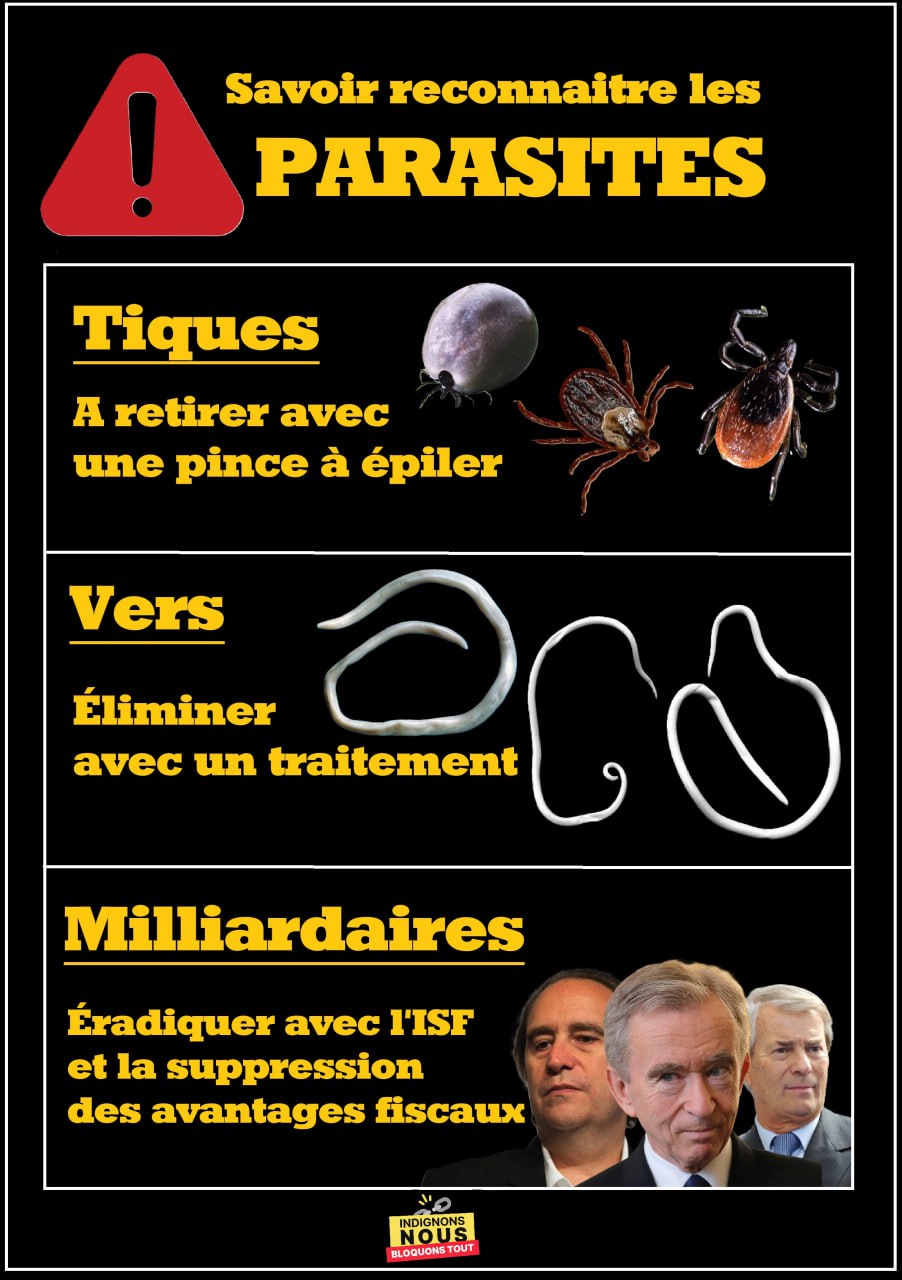 Savoir reconnaitre les
PARASITES
Tiques
A retirer avec
une pince à épiler
Vers
Éliminer
avec un traitement
Milliardaires
Éradiquer avec l'ISF
et la suppression
des avantages fiscaux
INDIGNONS
NOUS
BLOQUONS TOUT